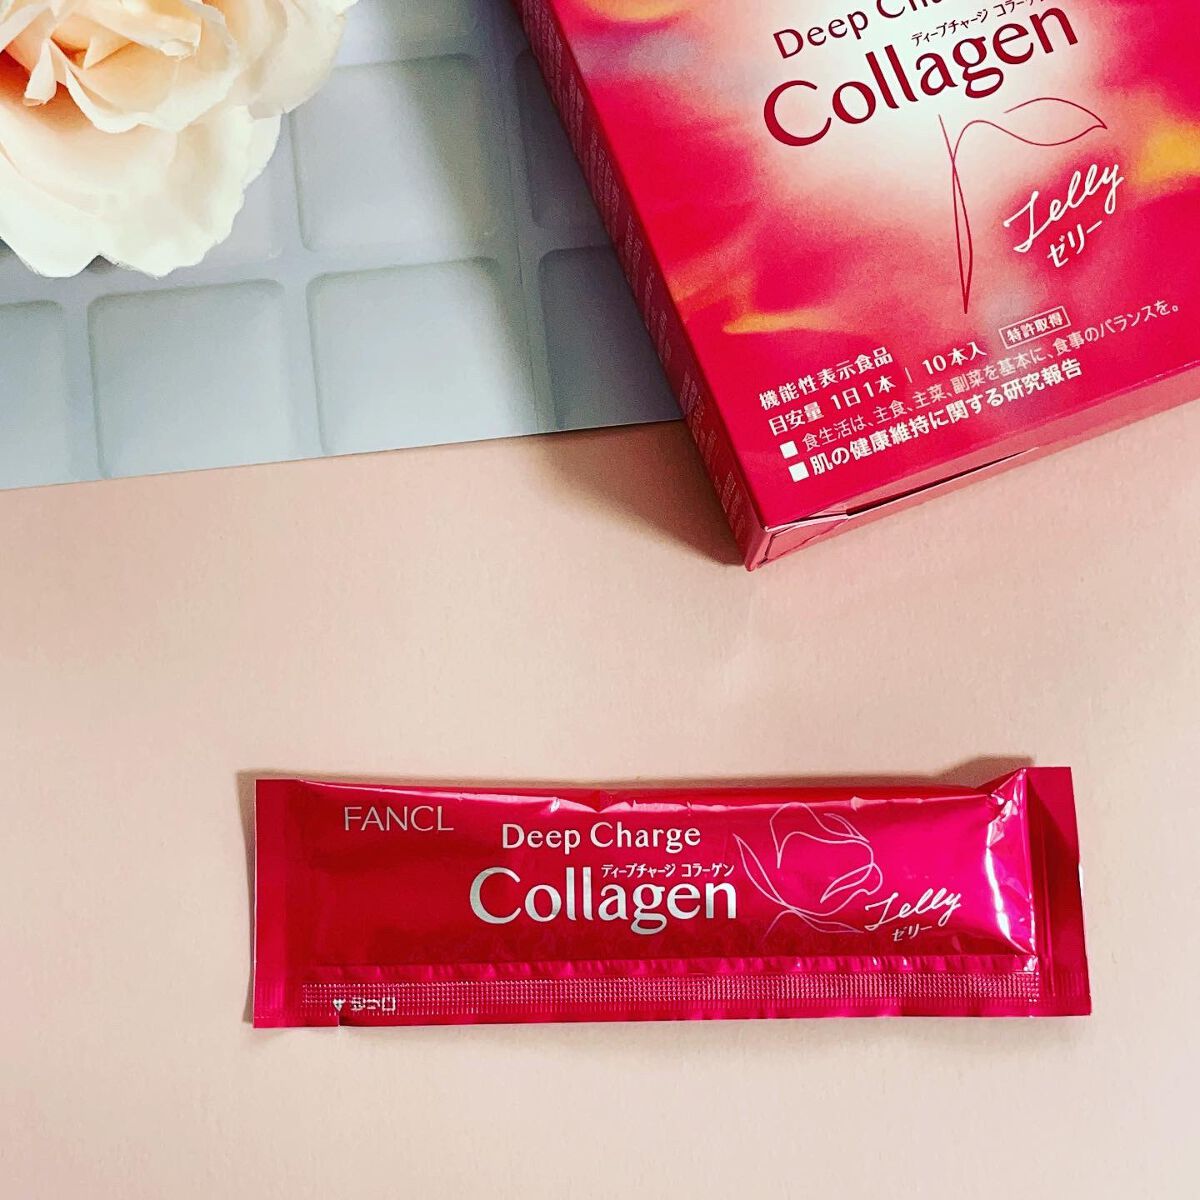 Deep Cha
ディープチャージ コラーゲン
Collagen
Jelly
ゼリー
機能性表示食品 10本入 特許取得
目安量 1日1本
■ 食生活は、主食、主菜、副菜を基本に、食事のバランスを。
■ 肌の健康維持に関する研究報告
FANCL
Deep Charge
ディープチャージ コラーゲン
Collagen
Jelly
ゼリー